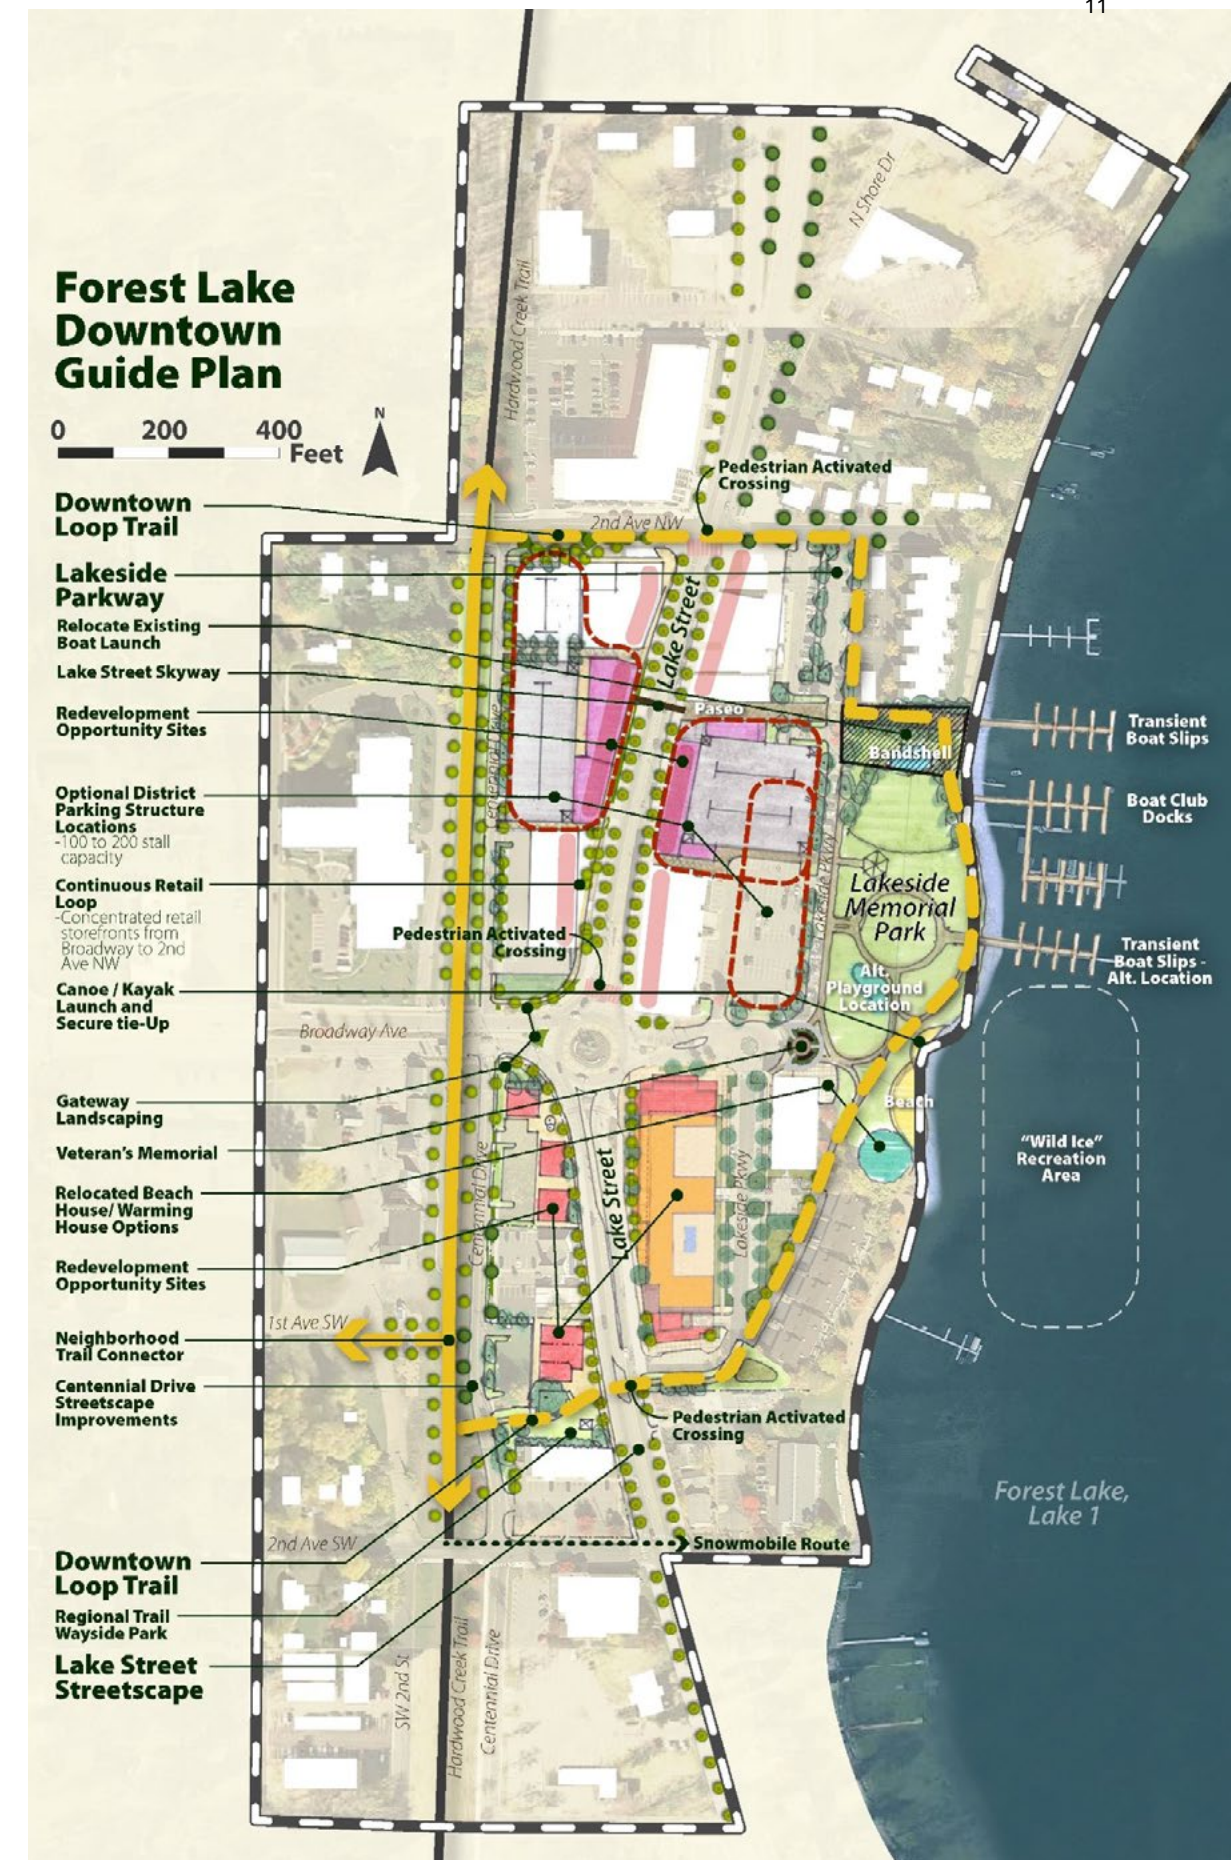 11
Forest Lake
Downtown
Guide Plan
0 200 400
Feet
N
Downtown
Loop Trail
Lakeside
Parkway
Relocate Existing
Boat Launch
Lake Street Skyway
Redevelopment
Opportunity Sites
Optional District
Parking Structure
Locations
-100 to 200 stall
capacity
Continuous Retail
Loop
-Concentrated retail
storefronts from
Broadway to 2nd
Ave NW
Canoe / Kayak
Launch and
Secure tie-Up
Gateway
Landscaping
Veteran's Memorial
Relocated Beach
House/ Warming
House Options
Redevelopment
Opportunity Sites
Neighborhood
Trail Connector
Centennial Drive
Streetscape
Improvements
Downtown
Loop Trail
Regional Trail
Wayside Park
Lake Street
Streetscape
Hardwood Creek Trail
N Shore Dr
Pedestrian Activated
Crossing
2nd Ave NW
Lake Street
Paseo
Centennial Drive
Bandshell
Lakeside Pkwy
Lakeside
Memorial
Park
Alt.
Playground
Location
Pedestrian Activated
Crossing
Broadway Ave
Beach
Centennial Drive
Lake Street
Lakeside Pkwy
1st Ave SW
Pedestrian Activated
Crossing
2nd Ave SW
Snowmobile Route
SW 2nd St
Hardwood Creek Trail
Centennial Drive
Transient
Boat Slips
Boat Club
Docks
Transient
Boat Slips -
Alt. Location
"Wild Ice"
Recreation
Area
Forest Lake,
Lake 1